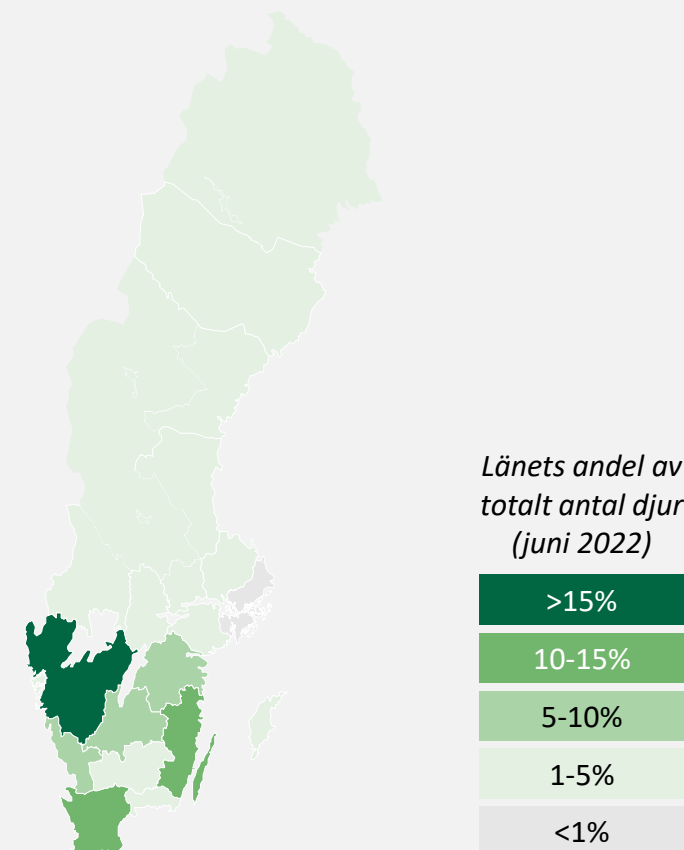 Länets andel av
totalt antal djur
(juni 2022)
>15%
10-15%
5-10%
1-5%
<1%